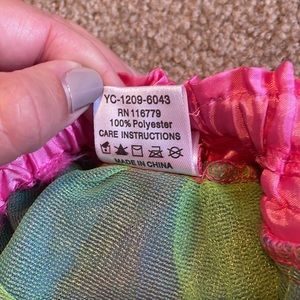 YC-1209-6043
RN 116779
100% Polyester
CARE INSTRUCTIONS
MADE IN CHINA